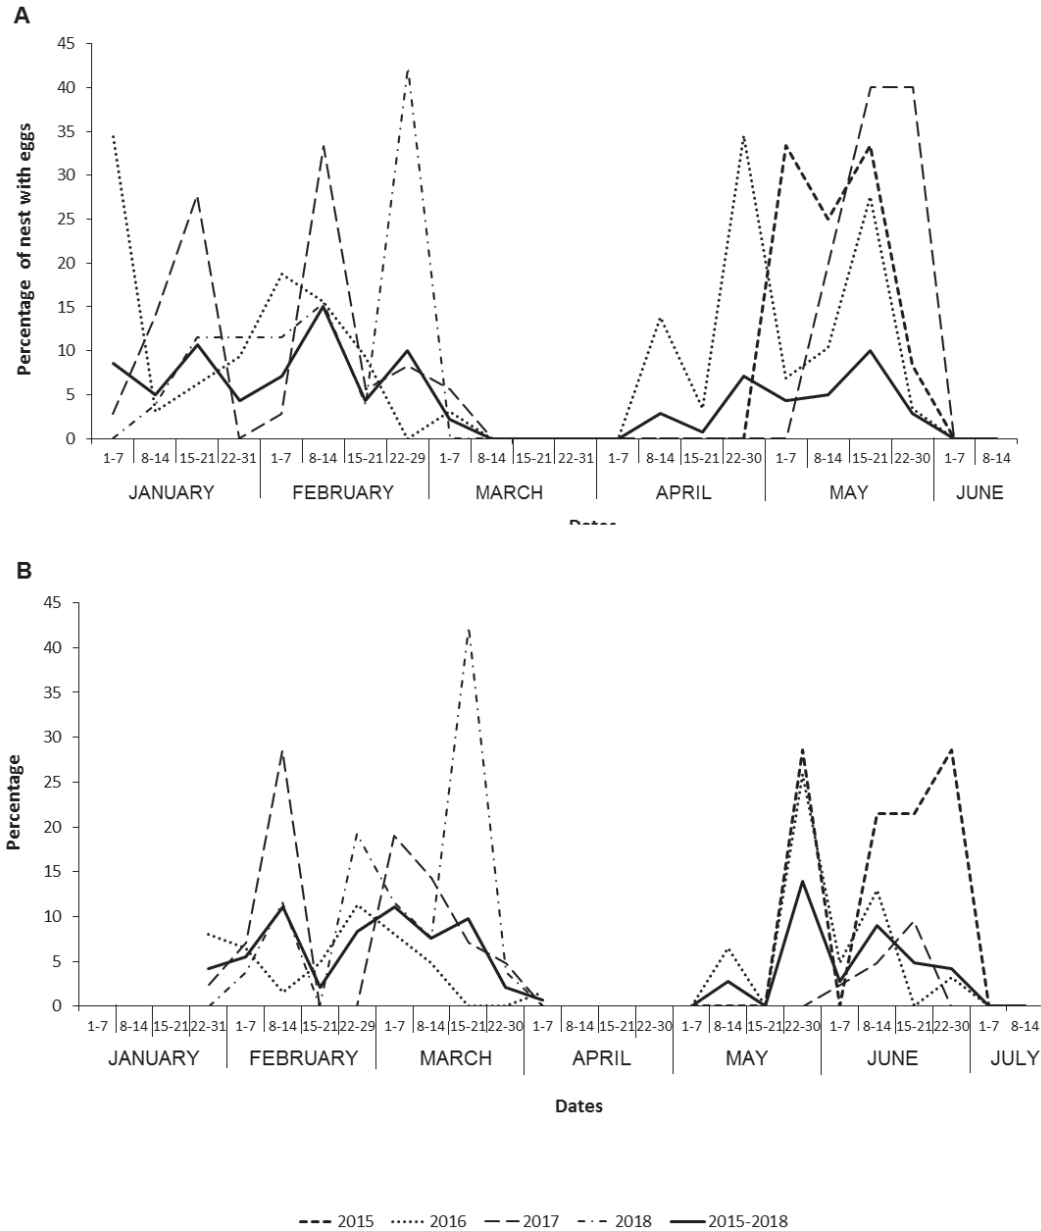 A
45
40
35
30
25
20
15
10
5
0
Percentage of nest with eggs
1-7 8-14 15-21 22-31 1-7 8-14 15-21 22-29 1-7 8-14 15-21 22-31 1-7 8-14 15-21 22-30 1-7 8-14 15-21 22-30 1-7 8-14
JANUARY FEBRUARY MARCH APRIL MAY JUNE
Dates
B
45
40
35
30
25
20
15
10
5
0
Percentage
1-7 8-14 15-21 22-31 1-7 8-14 15-21 22-29 1-7 8-14 15-21 22-30 1-7 8-14 15-21 22-30 1-7 8-14 15-21 22-30 1-7 8-14 15-21 22-30 1-7 8-14
JANUARY FEBRUARY MARCH APRIL MAY JUNE JULY
Dates
2015 2016 2017 2018 2015-2018